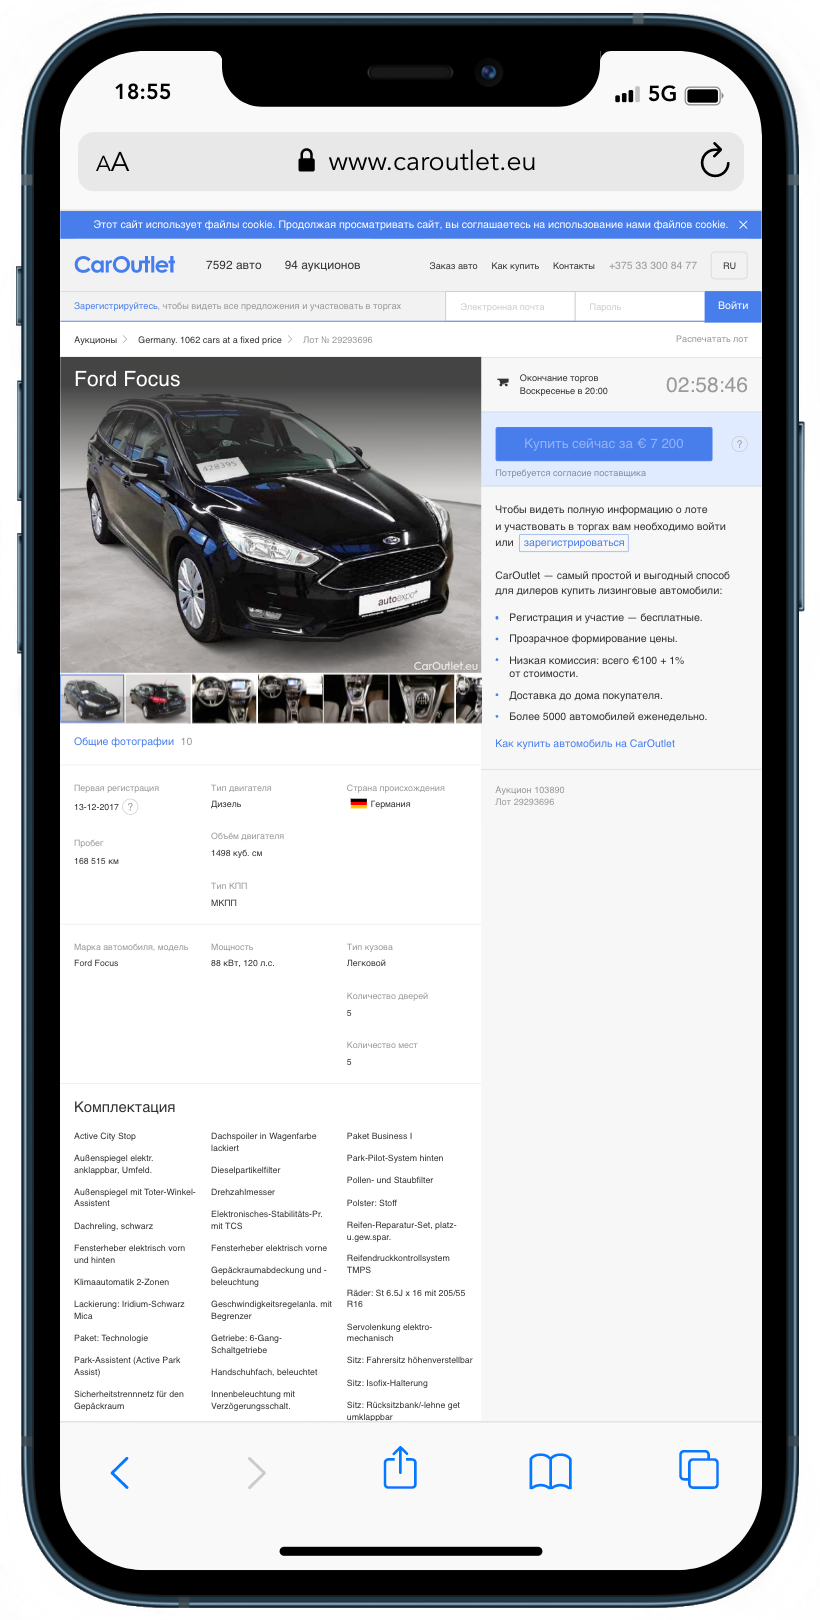 18:55
5G
AA
www.caroutlet.eu
Этот сайт использует файлы cookie. Продолжая просматривать сайт, вы соглашаетесь на использование нами файлов cookie.
CarOutlet
7592 авто
94 аукционов
Заказ авто
Как купить
Контакты
+375 33 300 84 77
RU
Зарегистрируйтесь, чтобы видеть все предложения и участвовать в торгах
Электронная почта
Пароль
Войти
Аукционы
Germany. 1062 cars at a fixed price
Лот № 29293696
Распечатать лот
Ford Focus
428395
Ford
autoexpo
CarOutlet.eu
Общие фотографии 10
Окончание торгов
Воскресенье в 20:00
02:58:46
Купить сейчас за € 7 200
?
Потребуется согласие поставщика
Чтобы видеть полную информацию о лоте
и участвовать в торгах вам необходимо войти
или зарегистрироваться
CarOutlet — самый простой и выгодный способ
для дилеров купить лизинговые автомобили:
• Регистрация и участие — бесплатные.
• Прозрачное формирование цены.
• Низкая комиссия: всего €100 + 1%
от стоимости.
• Доставка до дома покупателя.
• Более 5000 автомобилей еженедельно.
Как купить автомобиль на CarOutlet
Аукцион 103890
Лот 29293696
Первая регистрация
13-12-2017 ?
Пробег
168 515 км
Тип двигателя
Дизель
Объём двигателя
1498 куб. см
Тип КПП
МКПП
Страна происхождения
Германия
Марка автомобиля, модель
Ford Focus
Мощность
88 кВт, 120 л.с.
Тип кузова
Легковой
Количество дверей
5
Количество мест
5
Комплектация
Active City Stop
Außenspiegel elektr.
anklappbar, Umfeld.
Außenspiegel mit Toter-Winkel-
Assistent
Dachreling, schwarz
Fensterheber elektrisch vorn
und hinten
Klimaautomatik 2-Zonen
Lackierung: Iridium-Schwarz
Mica
Paket: Technologie
Park-Assistent (Active Park
Assist)
Sicherheitstrennnetz für den
Gepäckraum
Dachspoiler in Wagenfarbe
lackiert
Dieselpartikelfilter
Drehzahlmesser
Elektronisches-Stabilitäts-Pr.
mit TCS
Fensterheber elektrisch vorne
Gepäckraumabdeckung und -
beleuchtung
Geschwindigkeitsregelanla. mit
Begrenzer
Getriebe: 6-Gang-
Schaltgetriebe
Handschuhfach, beleuchtet
Innenbeleuchtung mit
Verzögerungsschalt.
Paket Business I
Park-Pilot-System hinten
Pollen- und Staubfilter
Polster: Stoff
Reifen-Reparatur-Set, platz-
u.gew.spar.
Reifendruckkontrollsystem
TMPS
Räder: St 6.5J x 16 mit 205/55
R16
Servolenkung elektro-
mechanisch
Sitz: Fahrersitz höhenverstellbar
Sitz: Isofix-Halterung
Sitz: Rücksitzbank/-lehne get
umklappbar